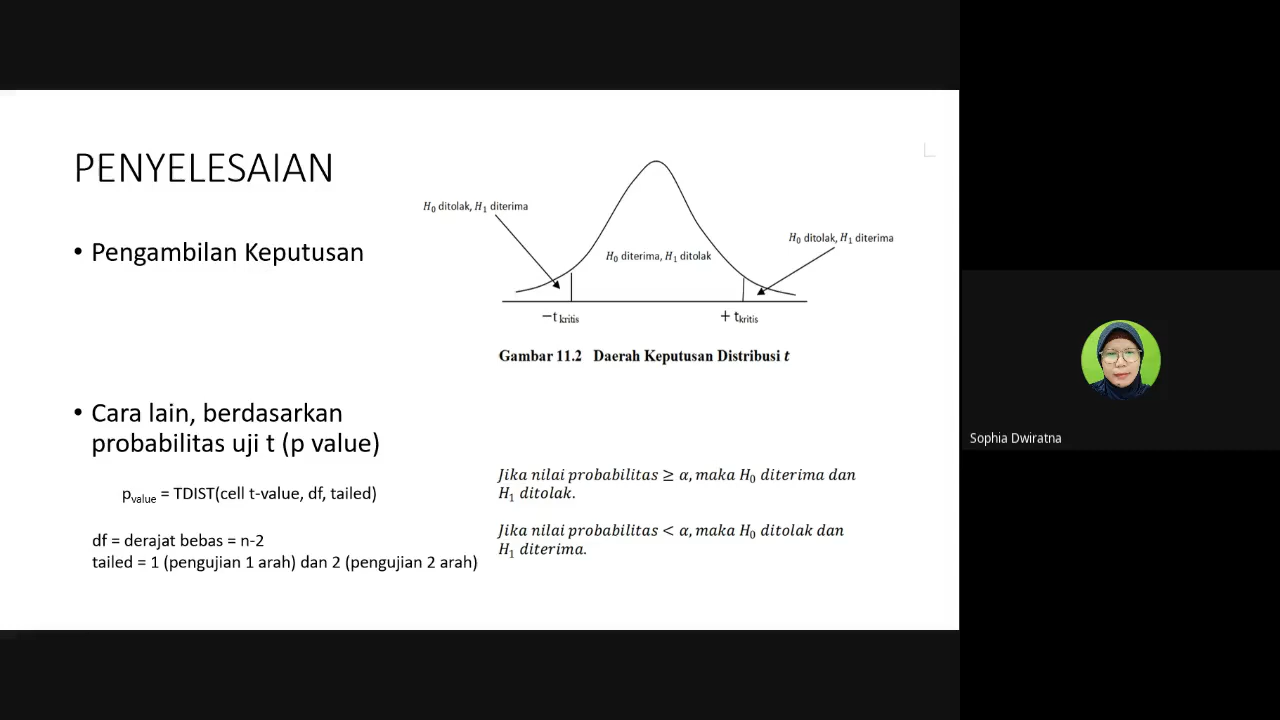 PENYELESAIAN
• Pengambilan Keputusan
H₀ ditolak, H₁ diterima
H₀ diterima, H₁ ditolak
H₀ ditolak, H₁ diterima
−t kritis
+ tkritis
Gambar 11.2 Daerah Keputusan Distribusi t
• Cara lain, berdasarkan
probabilitas uji t (p value)
pvalue = TDIST(cell t-value, df, tailed)
df = derajat bebas = n-2
tailed = 1 (pengujian 1 arah) dan 2 (pengujian 2 arah)
Jika nilai probabilitas ≥ α, maka H₀ diterima dan
H₁ ditolak.
Jika nilai probabilitas < α, maka H₀ ditolak dan
H₁ diterima.
Sophia Dwiratna